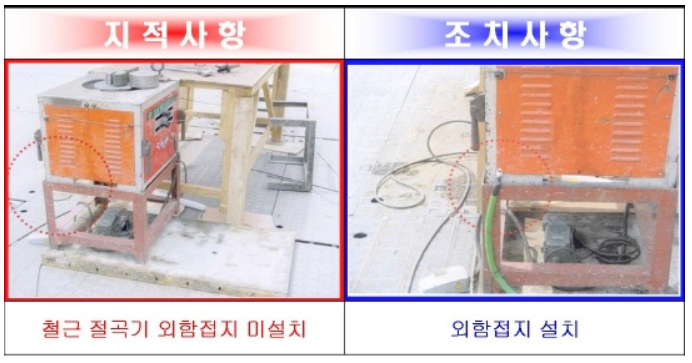 지적사항
조치사항
철근 절곡기 외함접지 미설치
외함접지 설치